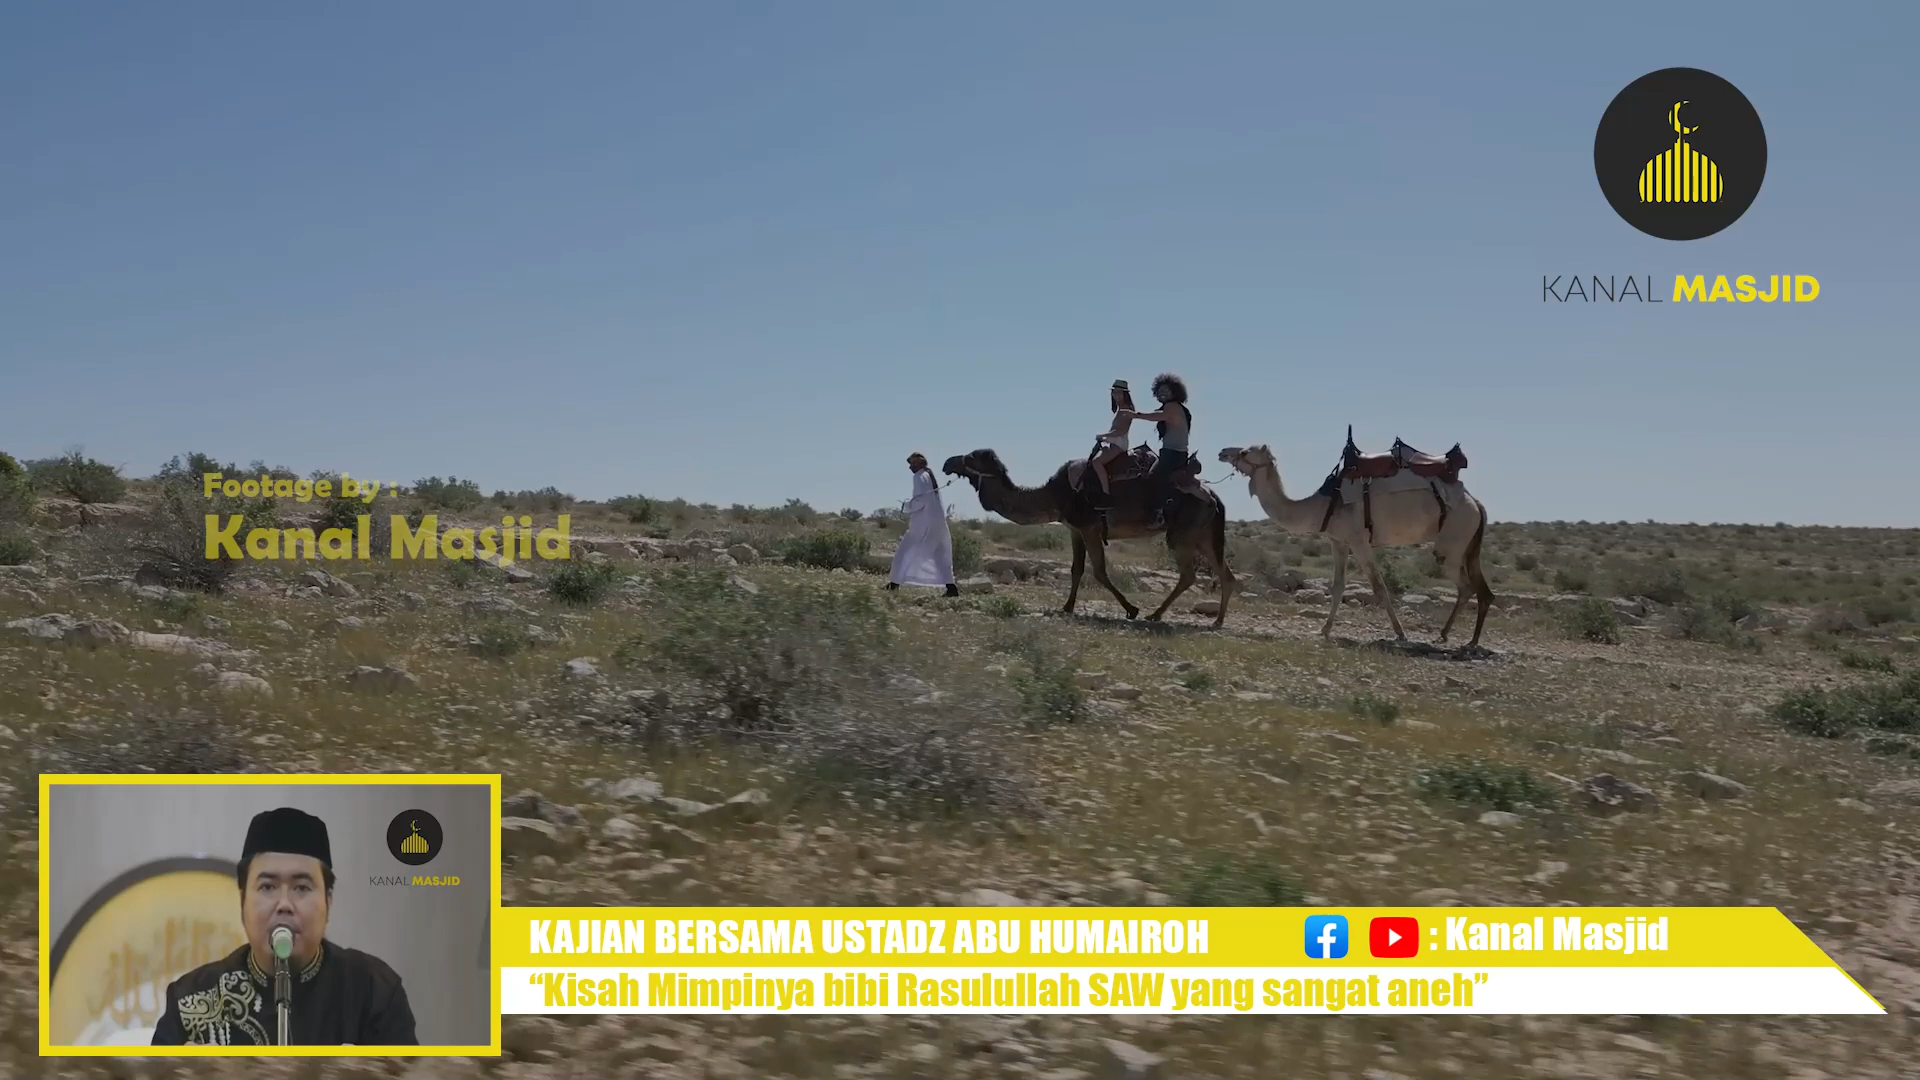 KANAL MASJID
Footage by :
Kanal Masjid
KANAL MASJID
KAJIAN BERSAMA USTADZ ABU HUMAIROH
: Kanal Masjid
“Kisah Mimpinya bibi Rasulullah SAW yang sangat aneh”